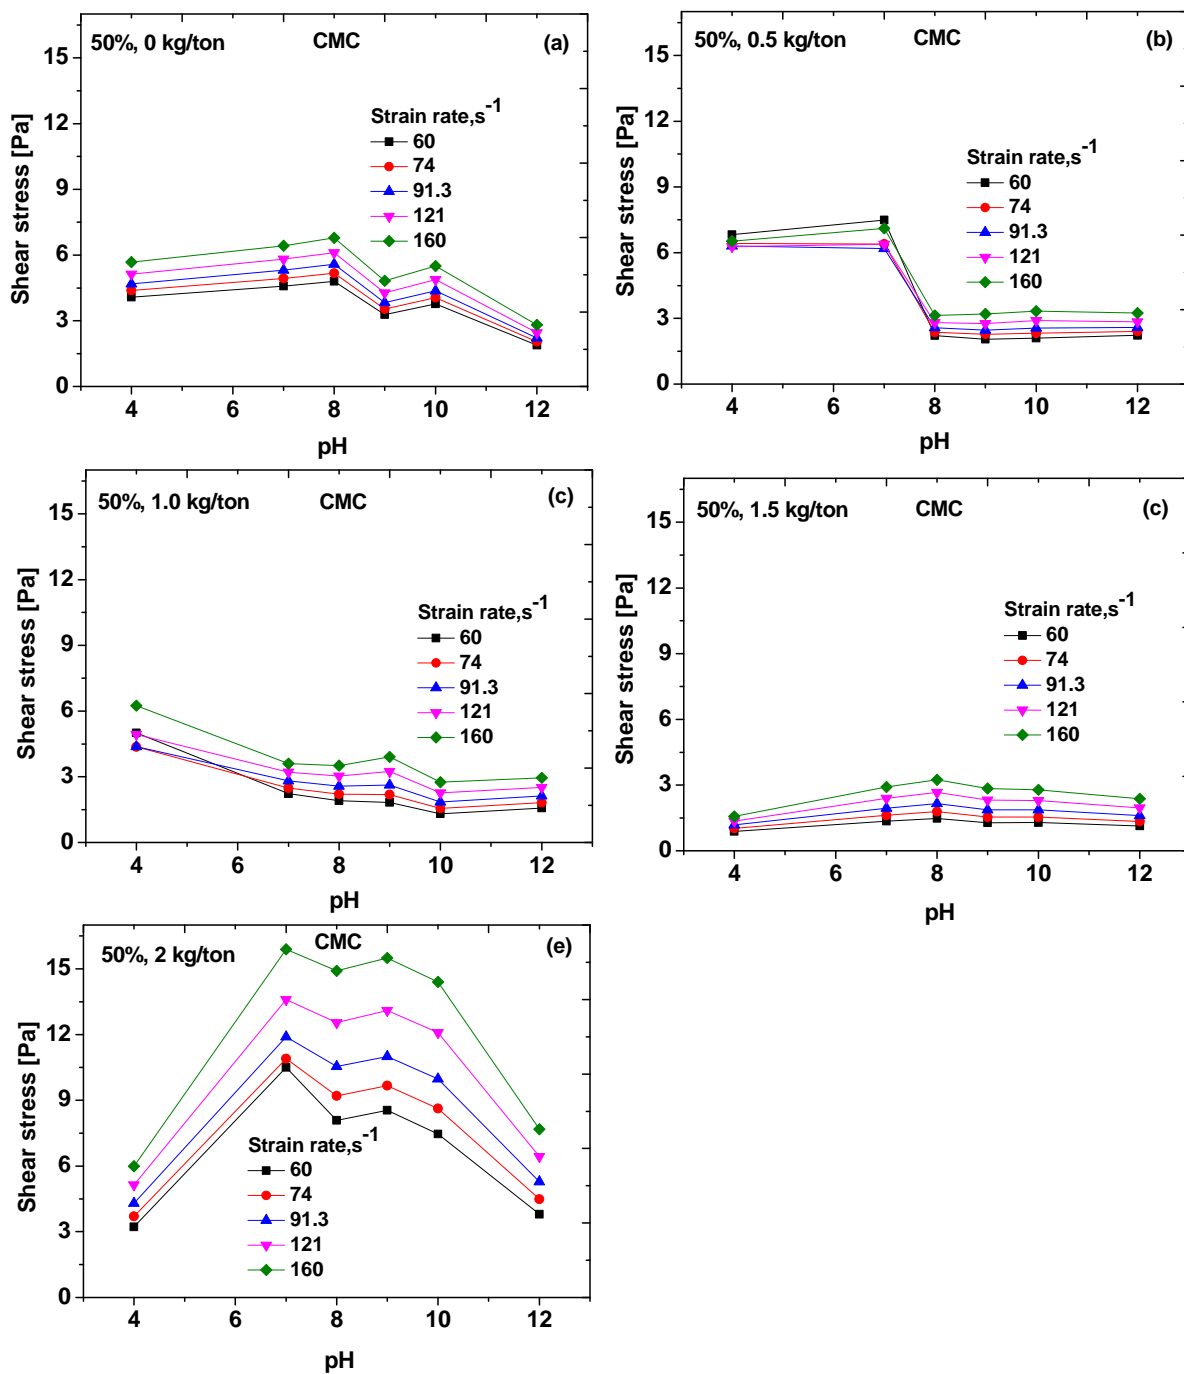 50%, 0 kg/ton CMC (a)
Shear stress [Pa]
15
12
9
6
3
0
Strain rate,s-1
60
74
91.3
121
160
4 6 8 10 12
pH
50%, 0.5 kg/ton CMC (b)
Shear stress [Pa]
15
12
9
6
3
0
Strain rate,s-1
60
74
91.3
121
160
4 6 8 10 12
pH
50%, 1.0 kg/ton CMC (c)
Shear stress [Pa]
15
12
9
6
3
0
Strain rate,s-1
60
74
91.3
121
160
4 6 8 10 12
pH
50%, 1.5 kg/ton CMC (c)
Shear stress [Pa]
15
12
9
6
3
0
Strain rate,s-1
60
74
91.3
121
160
4 6 8 10 12
pH
50%, 2 kg/ton CMC (e)
Shear stress [Pa]
15
12
9
6
3
0
Strain rate,s-1
60
74
91.3
121
160
4 6 8 10 12
pH